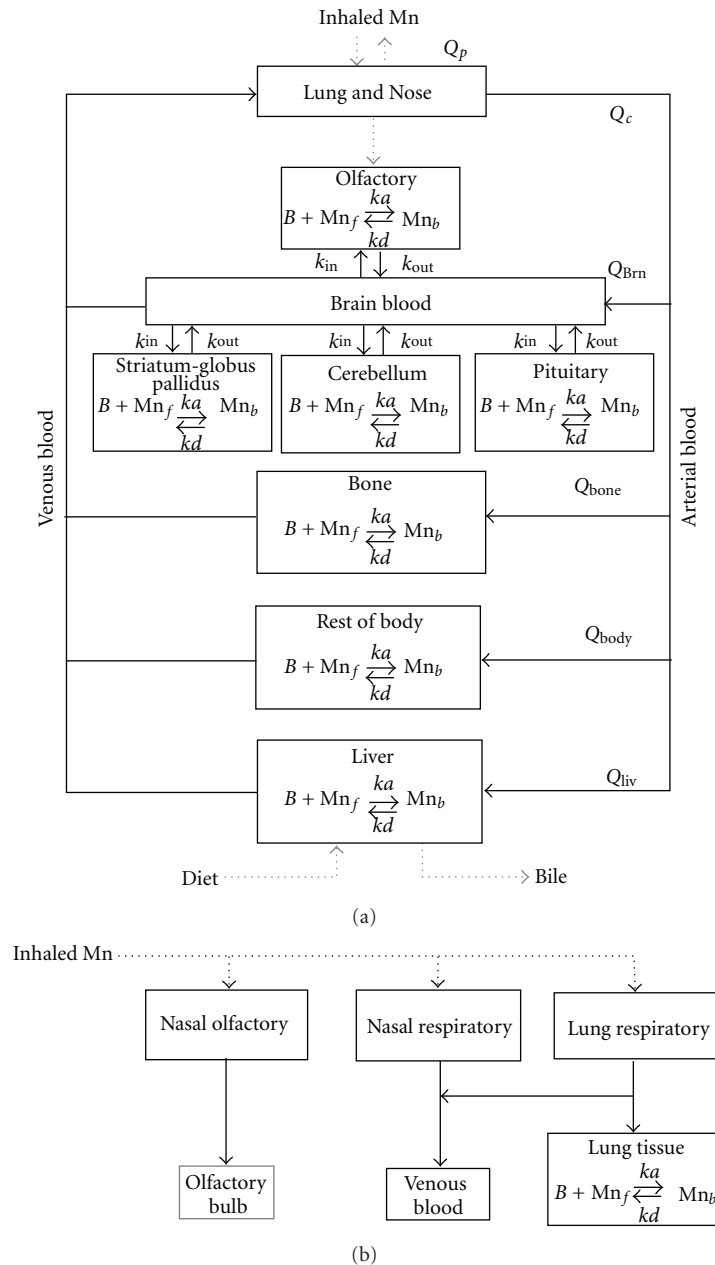 Inhaled Mn
Q_p
Lung and Nose
Q_c
Olfactory
ka
B + Mn_f ⇄ Mn_b
kd
k_in k_out
Q_Brn
Brain blood
k_in k_out k_in k_out k_in k_out
Striatum-globus
pallidus
ka
B + Mn_f ⇄ Mn_b
kd
Cerebellum
ka
B + Mn_f ⇄ Mn_b
kd
Pituitary
ka
B + Mn_f ⇄ Mn_b
kd
Venous blood
Arterial blood
Bone
Q_bone
ka
B + Mn_f ⇄ Mn_b
kd
Rest of body
Q_body
ka
B + Mn_f ⇄ Mn_b
kd
Liver
Q_liv
ka
B + Mn_f ⇄ Mn_b
kd
Diet
Bile
(a)
Inhaled Mn
Nasal olfactory
Nasal respiratory
Lung respiratory
Olfactory
bulb
Venous
blood
Lung tissue
ka
B + Mn_f ⇄ Mn_b
kd
(b)